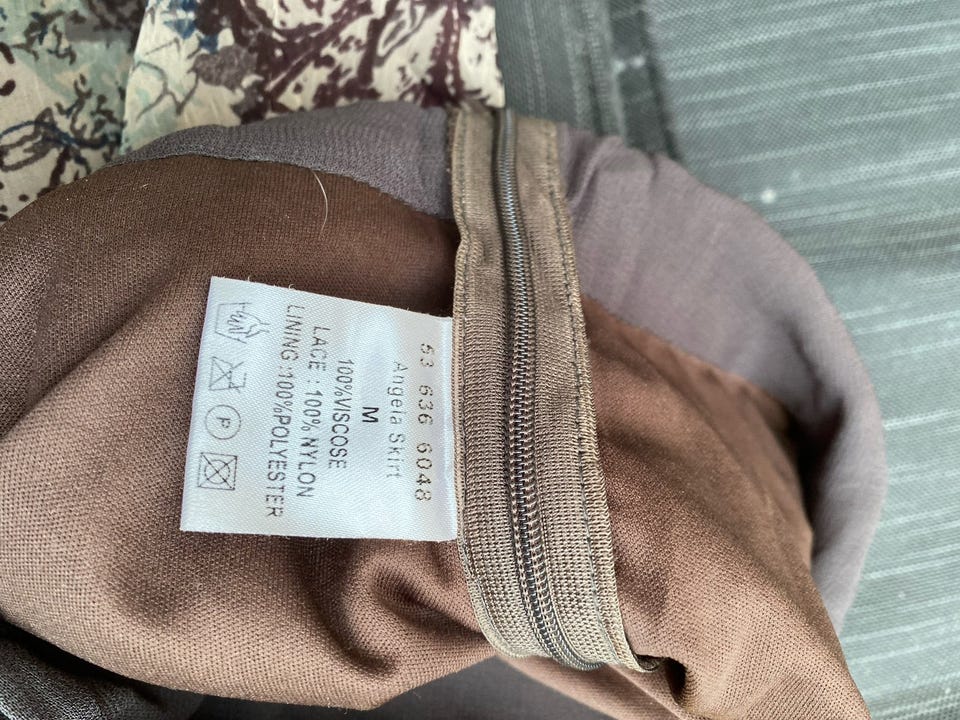 53 636 6048
Angela Skirt
M
100%VISCOSE
LACE : 100% NYLON
LINING :100%POLYESTER
P